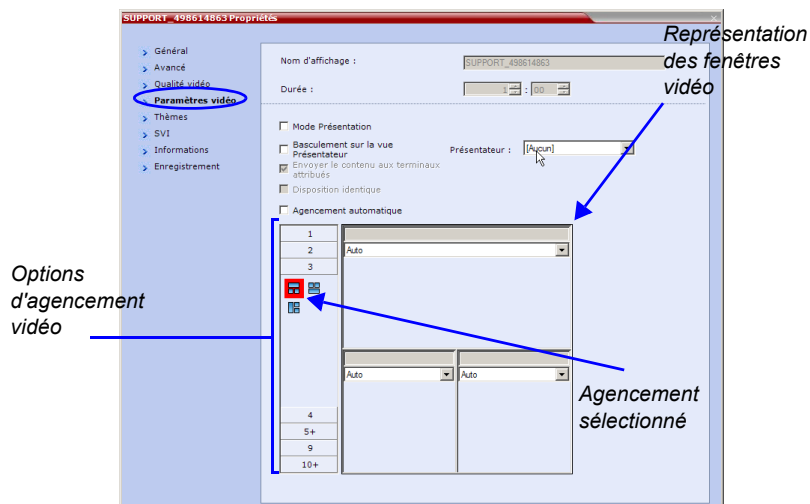 SUPPORT_498614863 Propriétés
Représentation
des fenêtres
vidéo
Général
Avancé
Qualité vidéo
Paramètres vidéo
Thèmes
SVI
Informations
Enregistrement
Nom d'affichage :
SUPPORT_498614863
Durée :
1 : 00
Mode Présentation
Basculement sur la vue
Présentateur
Présentateur :
[Aucun]
Envoyer le contenu aux terminaux
attribués
Disposition identique
Agencement automatique
1
2
3
4
5+
9
10+
Auto
Auto
Auto
Options
d'agencement
vidéo
Agencement
sélectionné